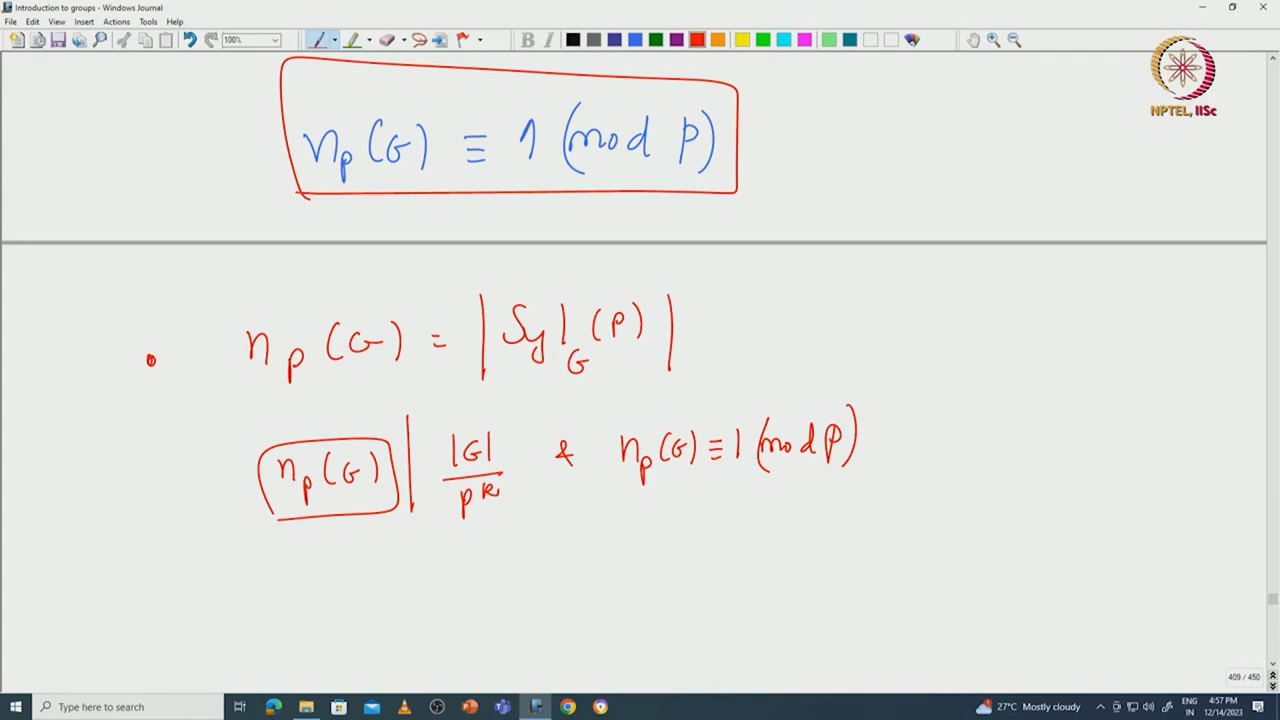 Introduction to groups - Windows Journal
File Edit View Insert Actions Tools Help
100%
B I
NPTEL, IISc
n_p(G) ≡ 1 (mod p)
• n_p(G) = | Syl_G(p) |
n_p(G) | |G|/p^k & n_p(G) ≡ 1 (mod p)
409 / 450
Type here to search
27°C Mostly cloudy
ENG
IN
4:57 PM
12/14/2023